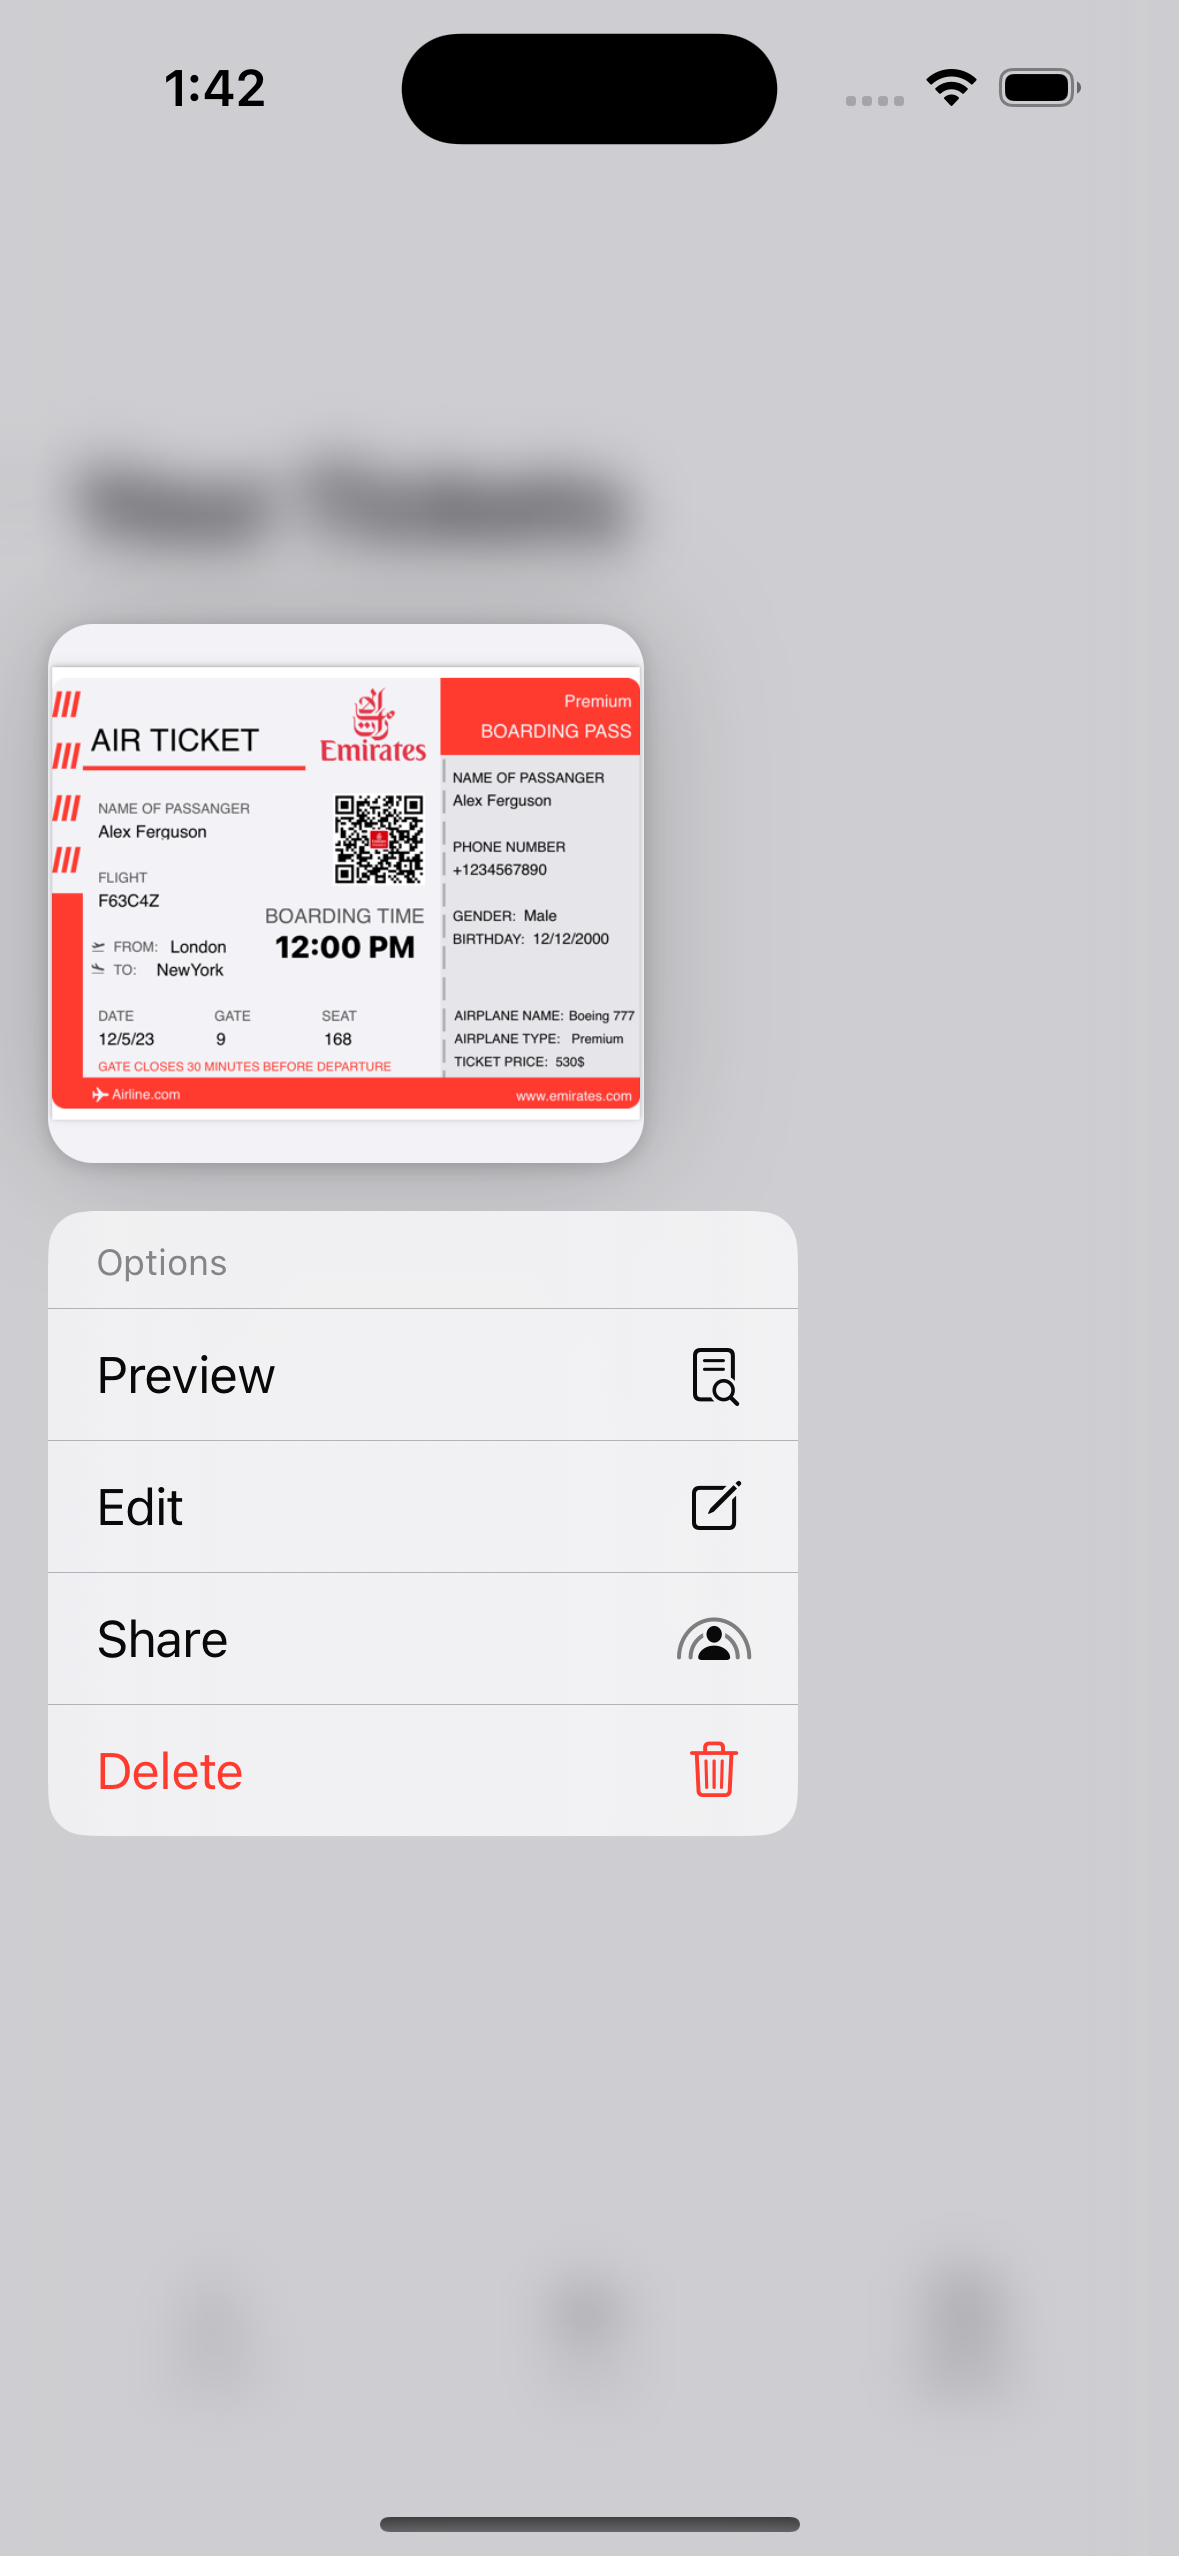 1:42
AIR TICKET
Emirates
Premium
BOARDING PASS
NAME OF PASSANGER
Alex Ferguson
FLIGHT
F63C4Z
BOARDING TIME
12:00 PM
FROM: London
TO: NewYork
DATE GATE SEAT
12/5/23 9 168
GATE CLOSES 30 MINUTES BEFORE DEPARTURE
Airline.com
NAME OF PASSANGER
Alex Ferguson
PHONE NUMBER
+1234567890
GENDER: Male
BIRTHDAY: 12/12/2000
AIRPLANE NAME: Boeing 777
AIRPLANE TYPE: Premium
TICKET PRICE: 530$
www.emirates.com
Options
Preview
Edit
Share
Delete